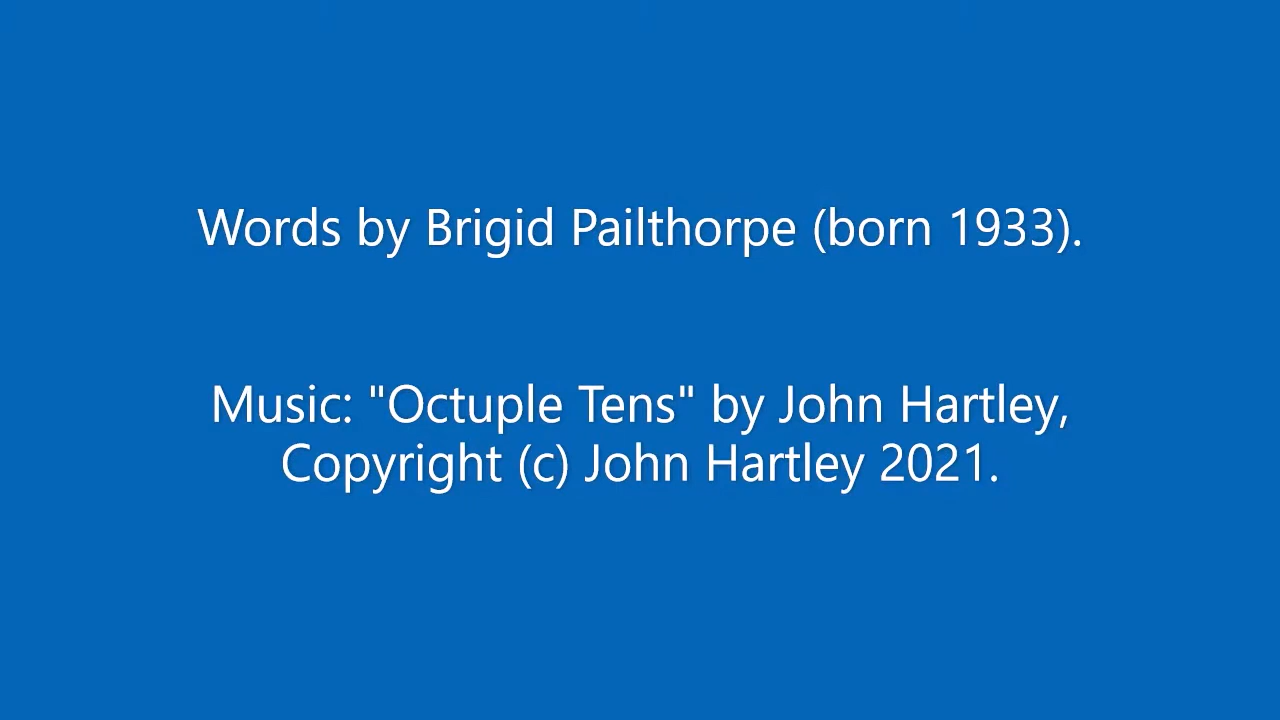 Words by Brigid Pailthorpe (born 1933).
Music: "Octuple Tens" by John Hartley,
Copyright (c) John Hartley 2021.